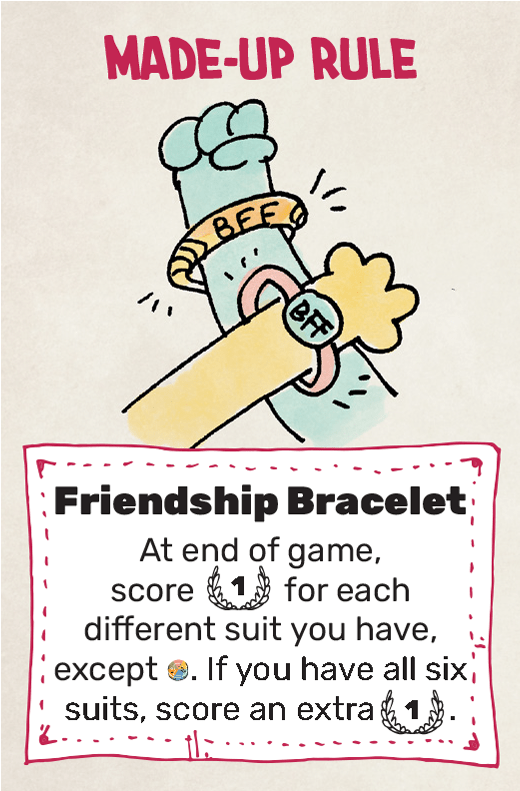 MADE-UP RULE
BFF
BFF
Friendship Bracelet
At end of game,
score 1 for each
different suit you have,
except . If you have all six
suits, score an extra 1 .